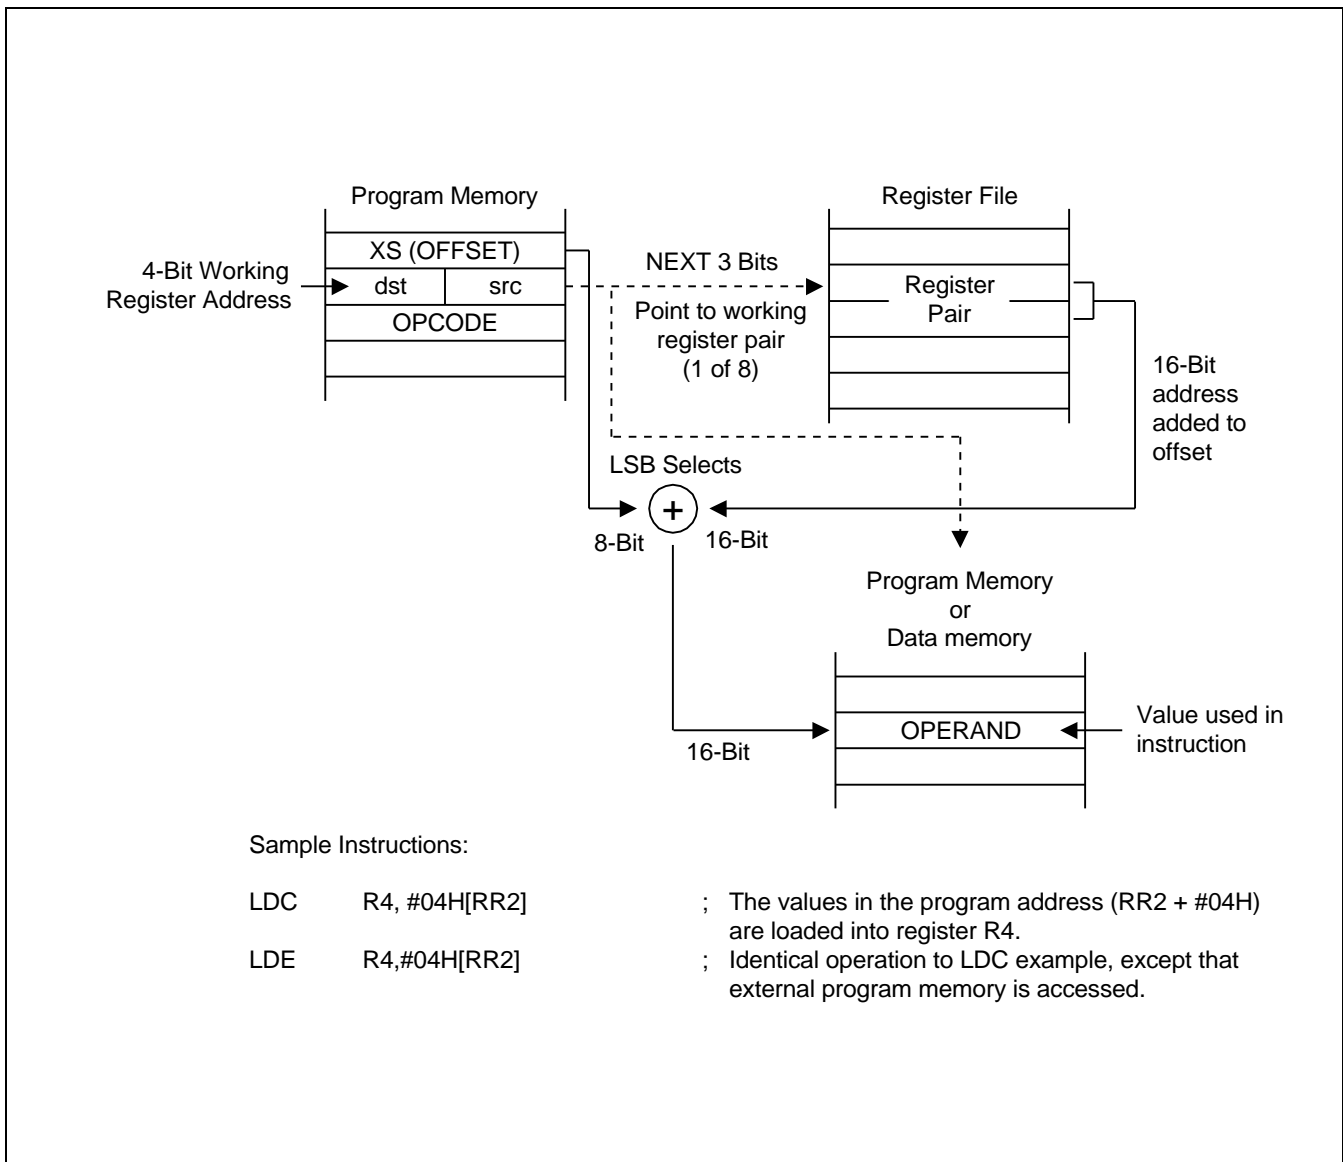 Program Memory
Register File
XS (OFFSET)
4-Bit Working
Register Address
dst src
OPCODE
NEXT 3 Bits
Point to working
register pair
(1 of 8)
Register
Pair
16-Bit
address
added to
offset
LSB Selects
+
8-Bit
16-Bit
Program Memory
or
Data memory
16-Bit
OPERAND
Value used in
instruction
Sample Instructions:
LDC R4, #04H[RR2] ; The values in the program address (RR2 + #04H)
are loaded into register R4.
LDE R4,#04H[RR2] ; Identical operation to LDC example, except that
external program memory is accessed.